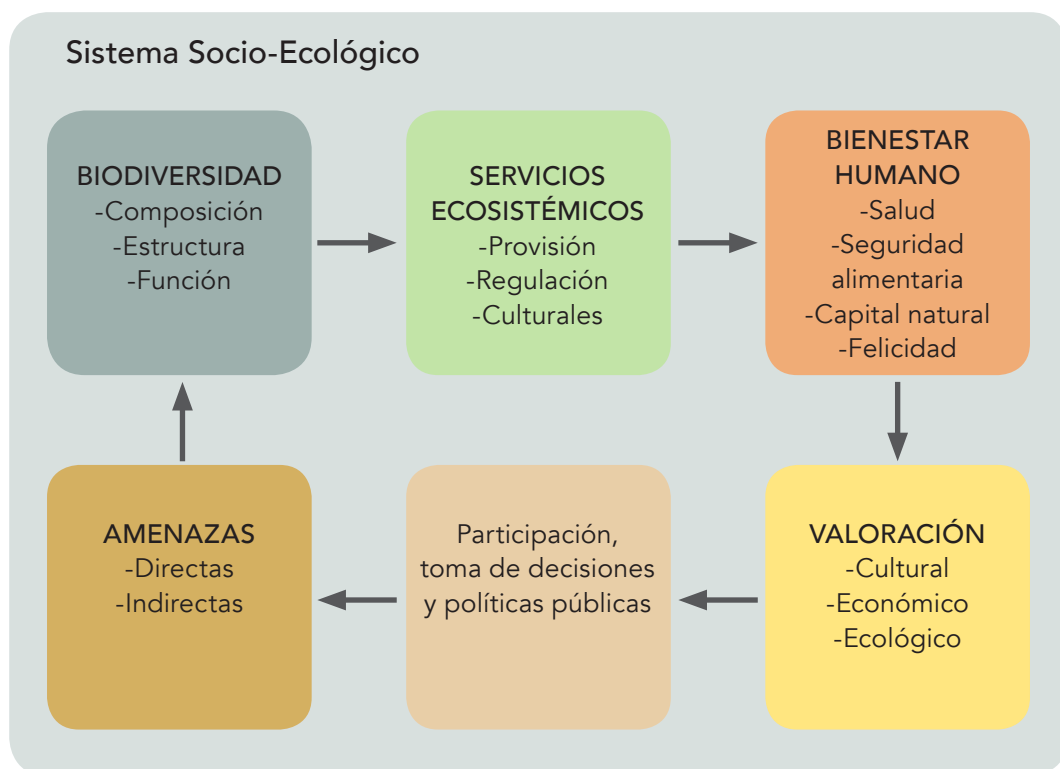 Sistema Socio-Ecológico
BIODIVERSIDAD
-Composición
-Estructura
-Función
SERVICIOS
ECOSISTÉMICOS
-Provisión
-Regulación
-Culturales
BIENESTAR
HUMANO
-Salud
-Seguridad
alimentaria
-Capital natural
-Felicidad
AMENAZAS
-Directas
-Indirectas
Participación,
toma de decisiones
y políticas públicas
VALORACIÓN
-Cultural
-Económico
-Ecológico